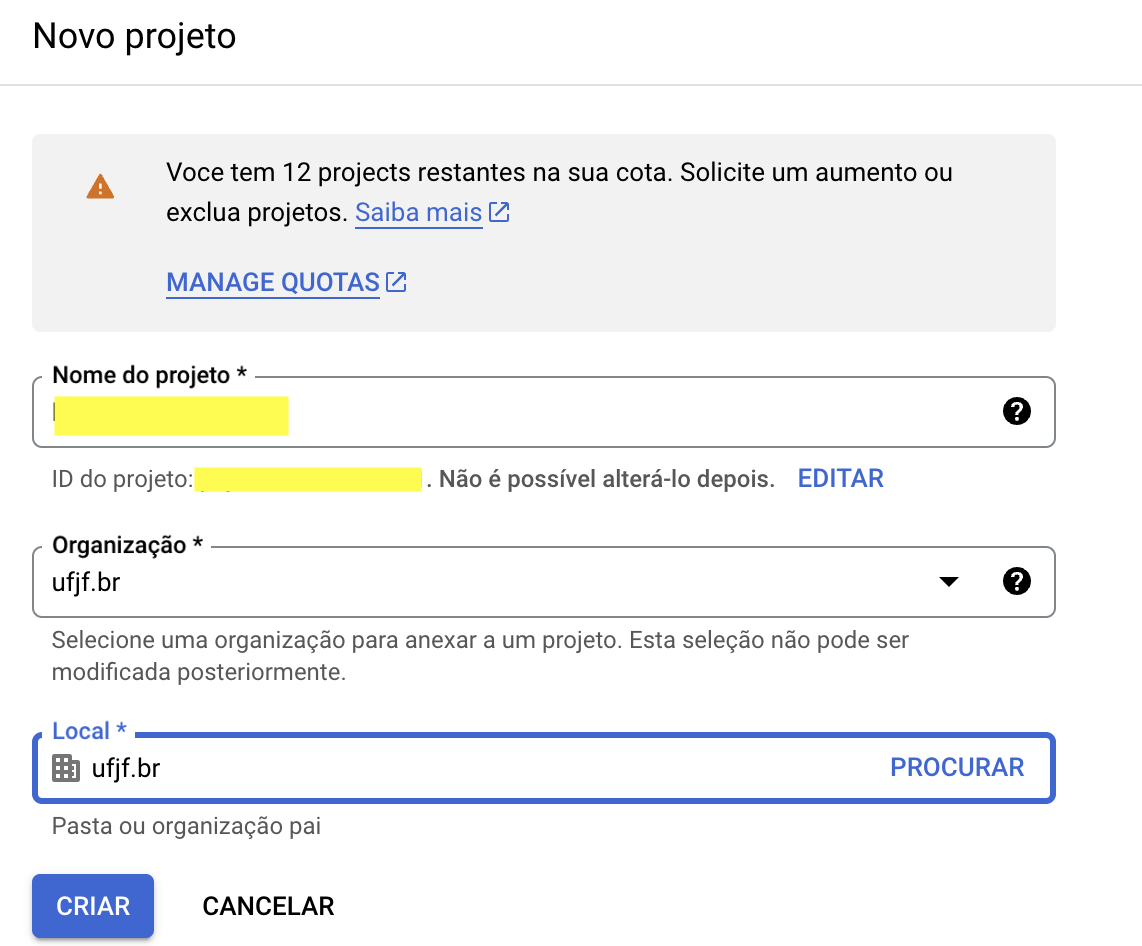 Novo projeto
Voce tem 12 projects restantes na sua cota. Solicite um aumento ou
exclua projetos. Saiba mais
MANAGE QUOTAS
Nome do projeto *
ID do projeto: . Não é possível alterá-lo depois. EDITAR
Organização *
ufjf.br
Selecione uma organização para anexar a um projeto. Esta seleção não pode ser
modificada posteriormente.
Local *
ufjf.br PROCURAR
Pasta ou organização pai
CRIAR CANCELAR